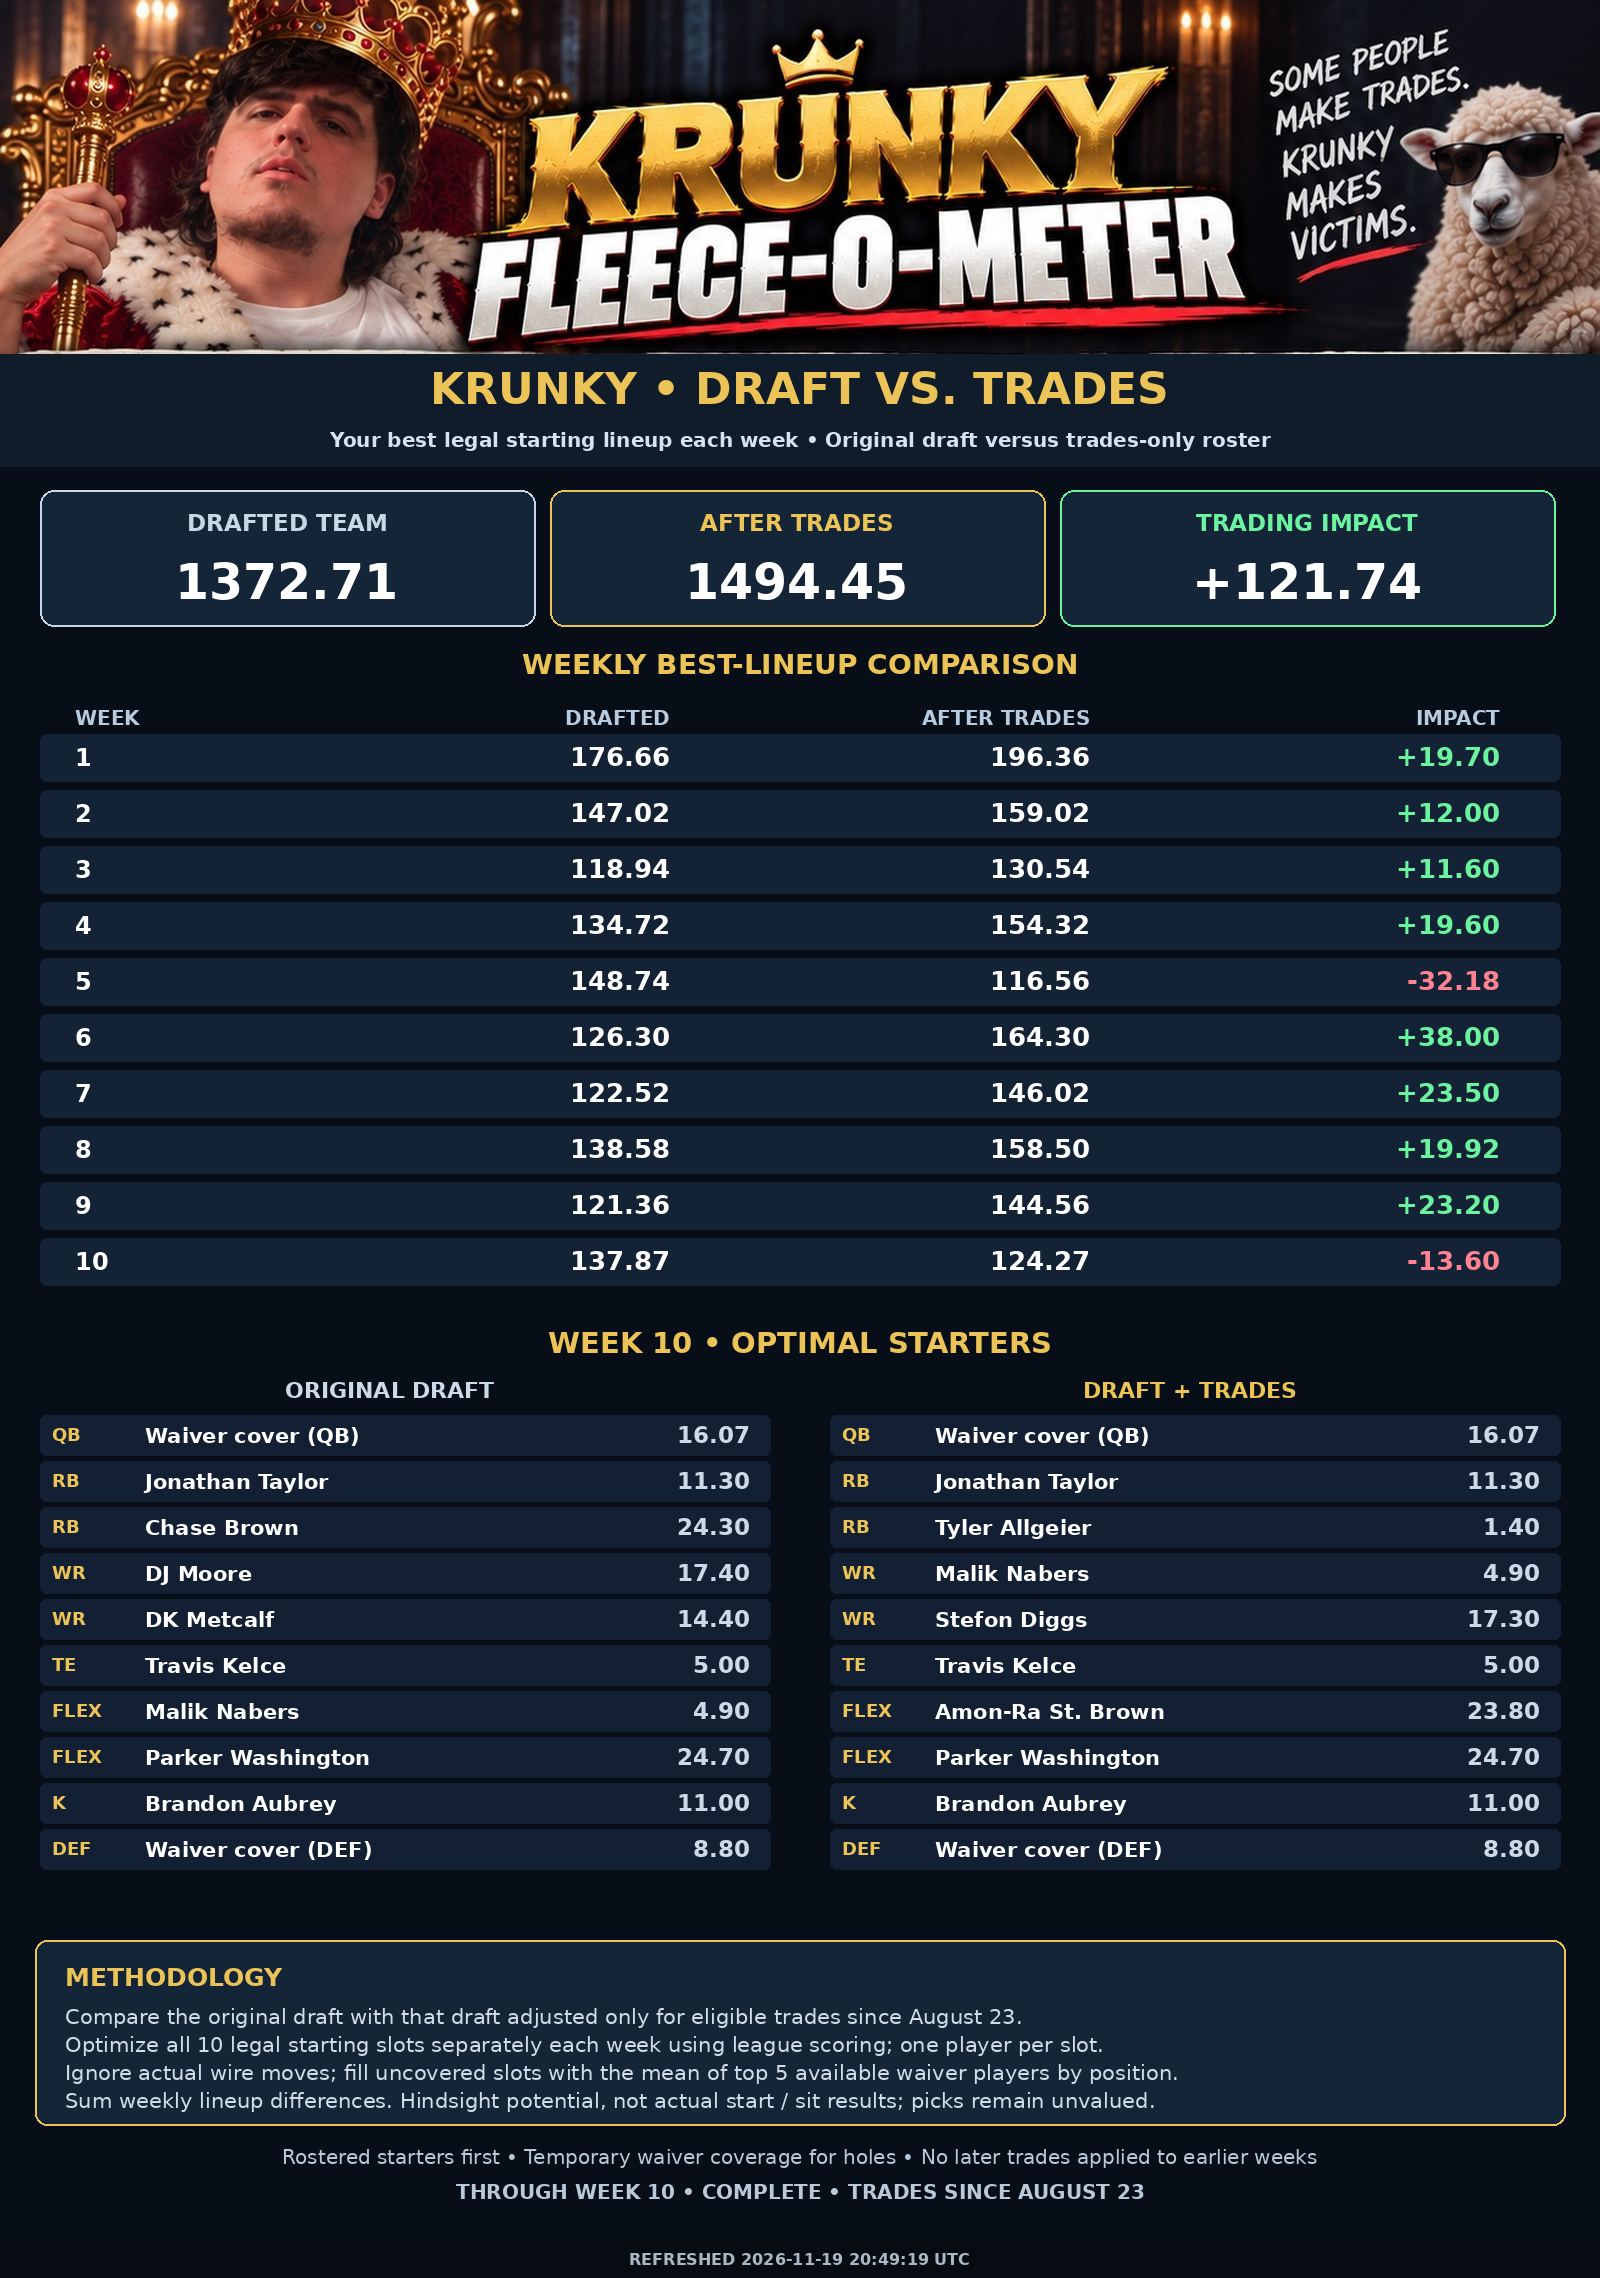 KRUNKY
FLEECE-O-METER
SOME PEOPLE
MAKE TRADES.
KRUNKY
MAKES
VICTIMS.
KRUNKY • DRAFT VS. TRADES
Your best legal starting lineup each week • Original draft versus trades-only roster
DRAFTED TEAM AFTER TRADES TRADING IMPACT
1372.71 1494.45 +121.74
WEEKLY BEST-LINEUP COMPARISON
WEEK DRAFTED AFTER TRADES IMPACT
1 176.66 196.36 +19.70
2 147.02 159.02 +12.00
3 118.94 130.54 +11.60
4 134.72 154.32 +19.60
5 148.74 116.56 -32.18
6 126.30 164.30 +38.00
7 122.52 146.02 +23.50
8 138.58 158.50 +19.92
9 121.36 144.56 +23.20
10 137.87 124.27 -13.60
WEEK 10 • OPTIMAL STARTERS
ORIGINAL DRAFT DRAFT + TRADES
QB Waiver cover (QB) 16.07 QB Waiver cover (QB) 16.07
RB Jonathan Taylor 11.30 RB Jonathan Taylor 11.30
RB Chase Brown 24.30 RB Tyler Allgeier 1.40
WR DJ Moore 17.40 WR Malik Nabers 4.90
WR DK Metcalf 14.40 WR Stefon Diggs 17.30
TE Travis Kelce 5.00 TE Travis Kelce 5.00
FLEX Malik Nabers 4.90 FLEX Amon-Ra St. Brown 23.80
FLEX Parker Washington 24.70 FLEX Parker Washington 24.70
K Brandon Aubrey 11.00 K Brandon Aubrey 11.00
DEF Waiver cover (DEF) 8.80 DEF Waiver cover (DEF) 8.80
METHODOLOGY
Compare the original draft with that draft adjusted only for eligible trades since August 23.
Optimize all 10 legal starting slots separately each week using league scoring; one player per slot.
Ignore actual wire moves; fill uncovered slots with the mean of top 5 available waiver players by position.
Sum weekly lineup differences. Hindsight potential, not actual start / sit results; picks remain unvalued.
Rostered starters first • Temporary waiver coverage for holes • No later trades applied to earlier weeks
THROUGH WEEK 10 • COMPLETE • TRADES SINCE AUGUST 23
REFRESHED 2026-11-19 20:49:19 UTC